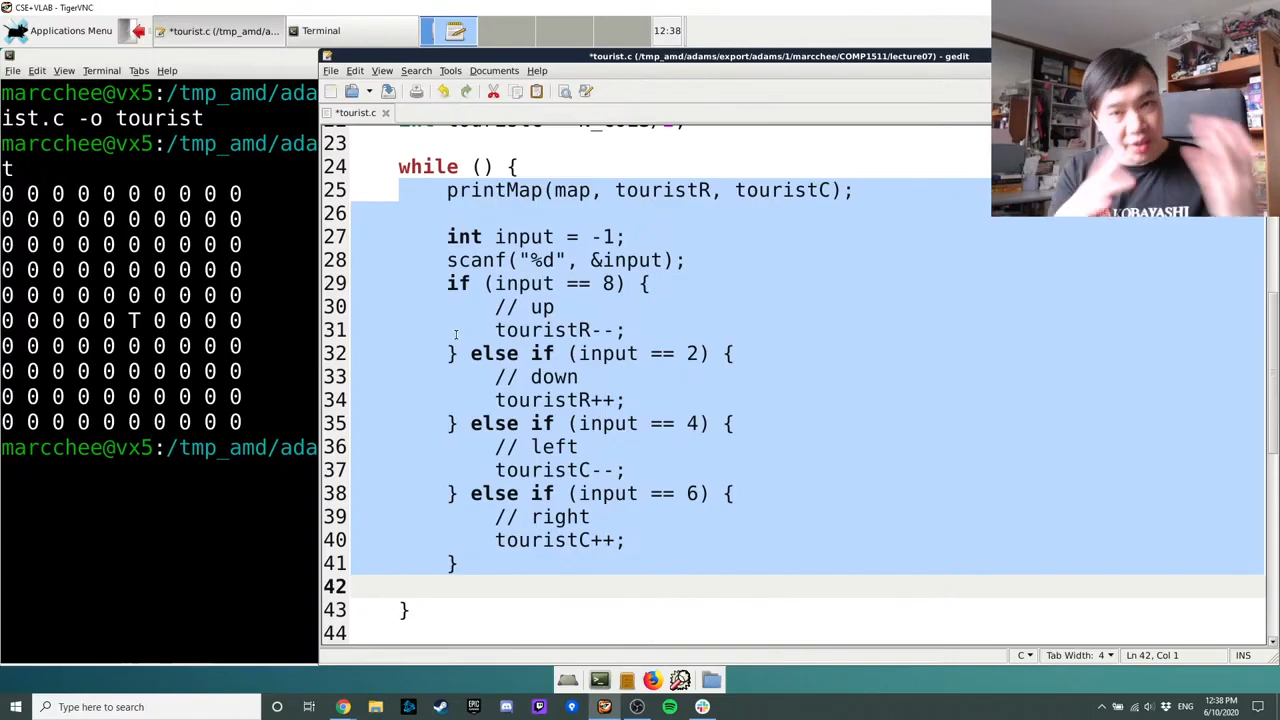 CSE+VLAB - TigerVNC
Applications Menu
*tourist.c (/tmp_amd/a...
Terminal
12:38
*tourist.c (/tmp_amd/adams/export/adams/1/marcchee/COMP1511/lecture07) - gedit
File Edit View Terminal Tabs Help
File Edit View Search Tools Documents Help
*tourist.c
marcchee@vx5:/tmp_amd/ada
ist.c -o tourist
marcchee@vx5:/tmp_amd/ada
t
0 0 0 0 0 0 0 0 0 0
0 0 0 0 0 0 0 0 0 0
0 0 0 0 0 0 0 0 0 0
0 0 0 0 0 0 0 0 0 0
0 0 0 0 0 0 0 0 0 0
0 0 0 0 0 T 0 0 0 0
0 0 0 0 0 0 0 0 0 0
0 0 0 0 0 0 0 0 0 0
0 0 0 0 0 0 0 0 0 0
0 0 0 0 0 0 0 0 0 0
marcchee@vx5:/tmp_amd/ada
23
24 while () {
25 printMap(map, touristR, touristC);
26
27 int input = -1;
28 scanf("%d", &input);
29 if (input == 8) {
30 // up
31 touristR--;
32 } else if (input == 2) {
33 // down
34 touristR++;
35 } else if (input == 4) {
36 // left
37 touristC--;
38 } else if (input == 6) {
39 // right
40 touristC++;
41 }
42
43 }
44
C Tab Width: 4 Ln 42, Col 1 INS
KOBAYASHI
Type here to search
ENG
12:38 PM
6/10/2020